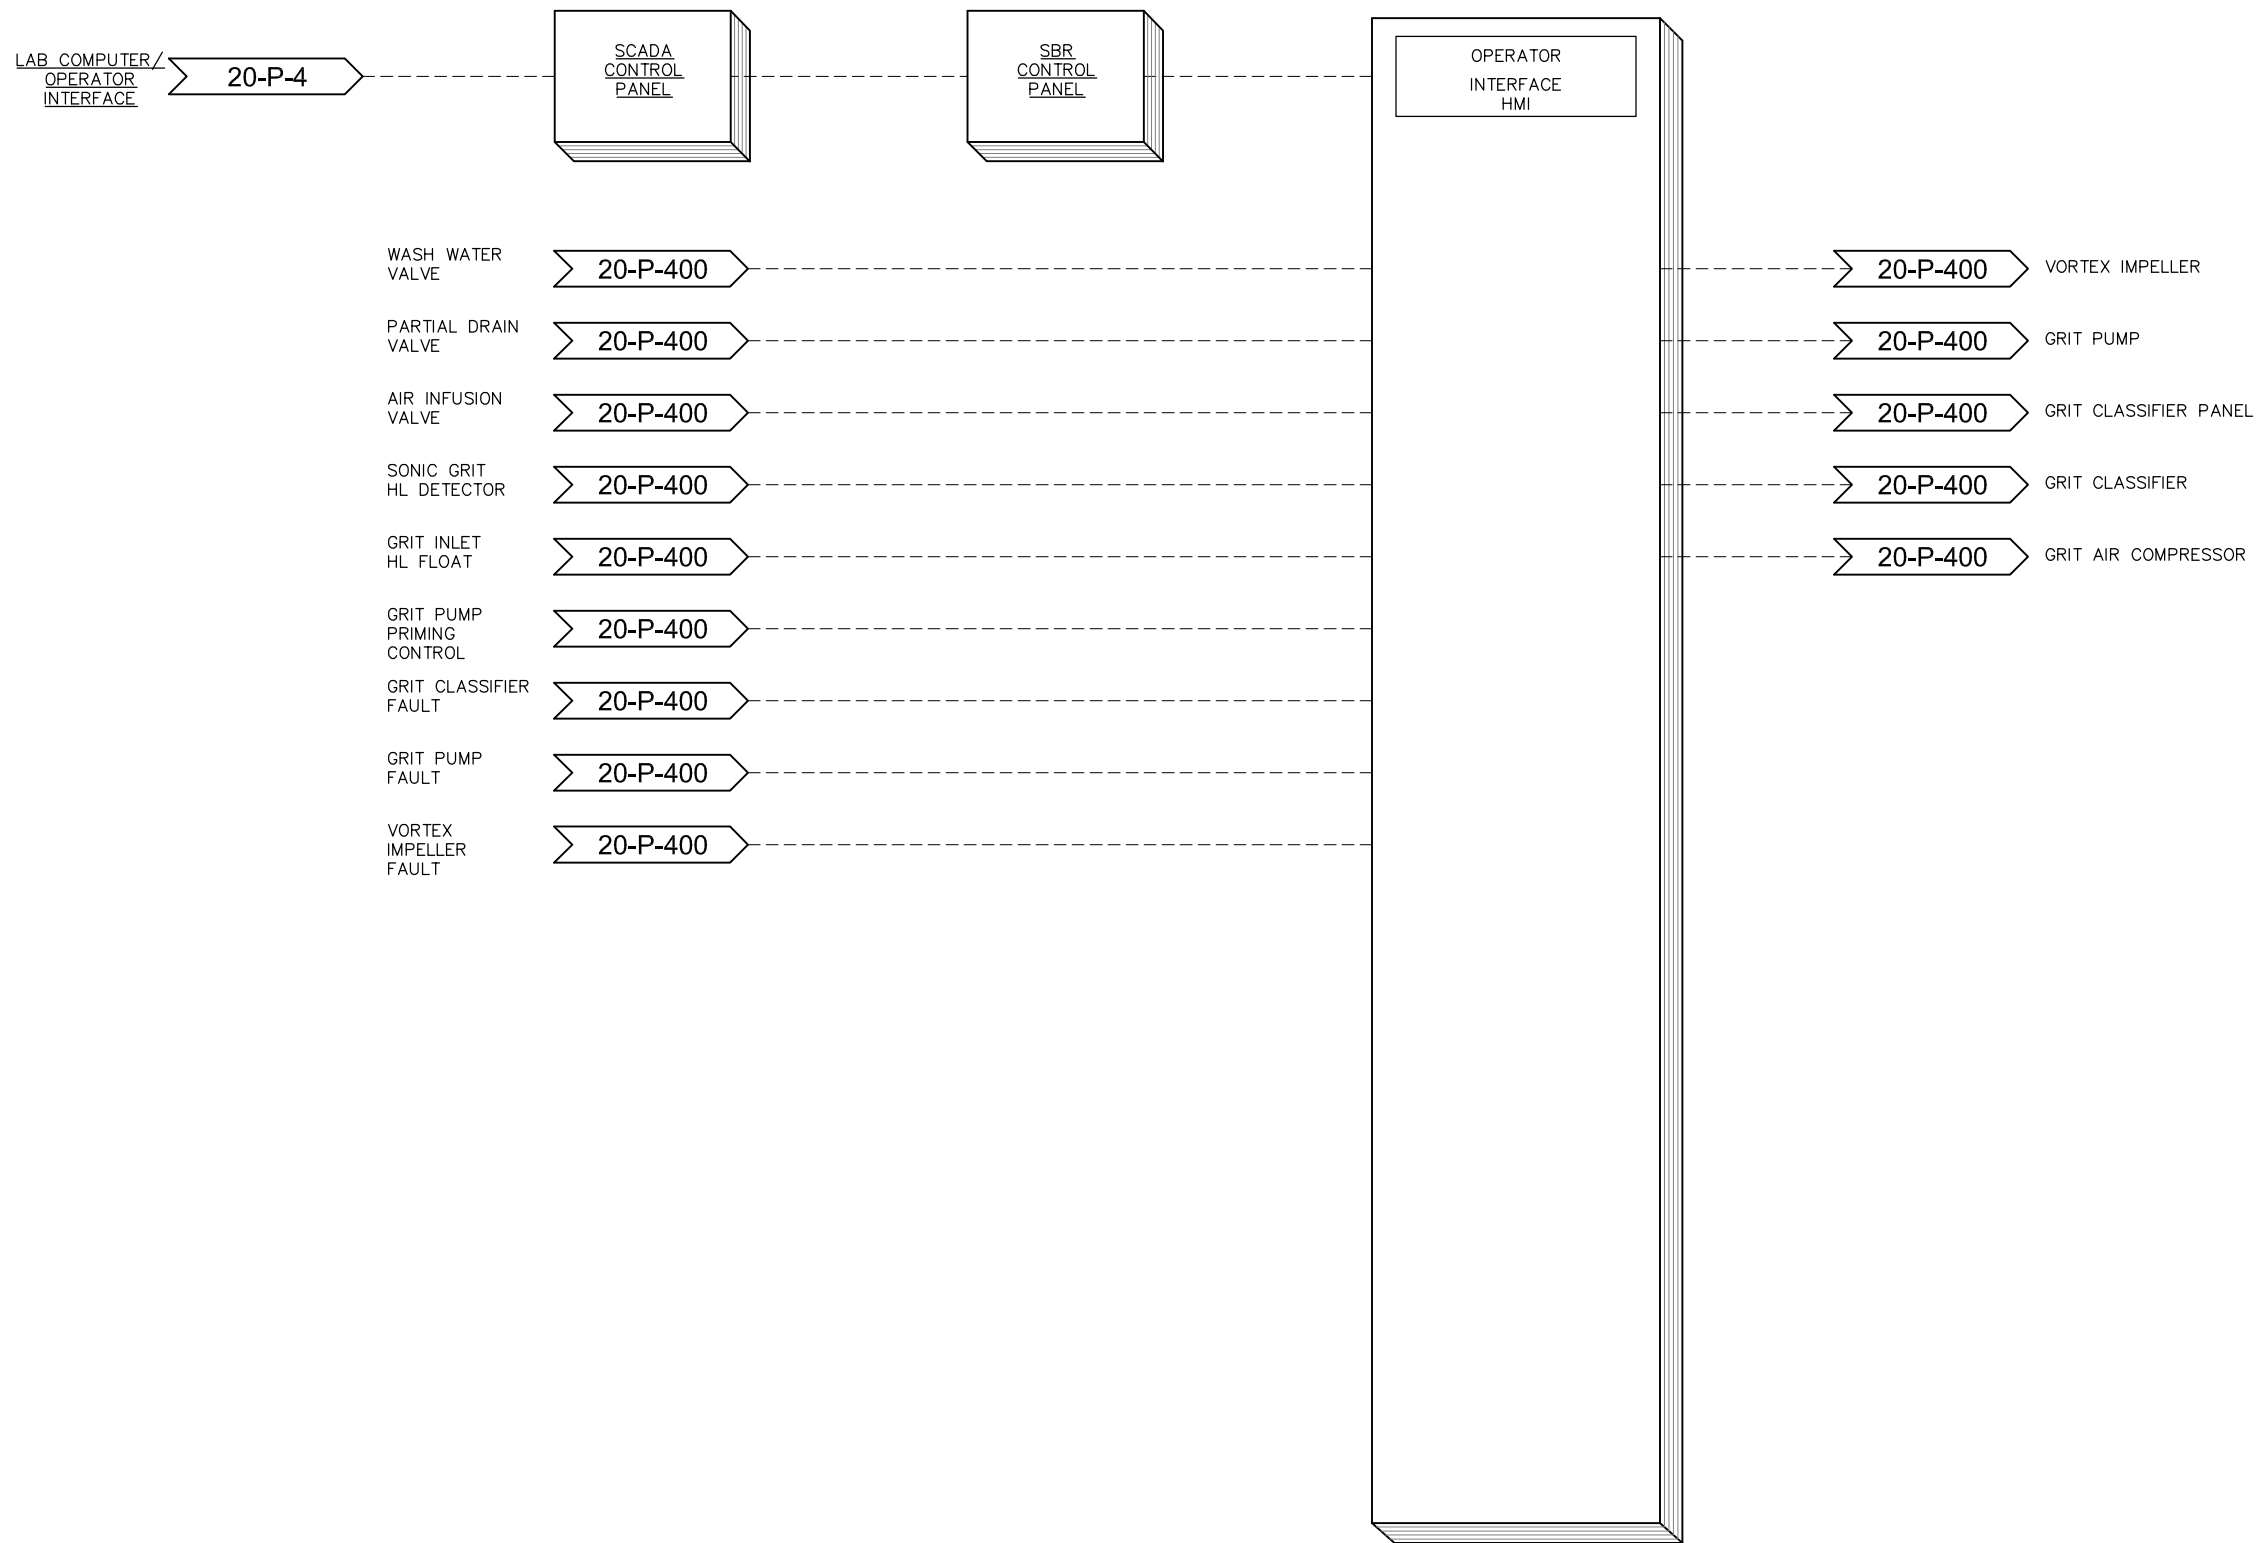 LAB COMPUTER/
OPERATOR
INTERFACE
20-P-4
SCADA
CONTROL
PANEL
SBR
CONTROL
PANEL
OPERATOR
INTERFACE
HMI
WASH WATER
VALVE
20-P-400
20-P-400
VORTEX IMPELLER
PARTIAL DRAIN
VALVE
20-P-400
20-P-400
GRIT PUMP
AIR INFUSION
VALVE
20-P-400
20-P-400
GRIT CLASSIFIER PANEL
SONIC GRIT
HL DETECTOR
20-P-400
20-P-400
GRIT CLASSIFIER
GRIT INLET
HL FLOAT
20-P-400
20-P-400
GRIT AIR COMPRESSOR
GRIT PUMP
PRIMING
CONTROL
20-P-400
GRIT CLASSIFIER
FAULT
20-P-400
GRIT PUMP
FAULT
20-P-400
VORTEX
IMPELLER
FAULT
20-P-400